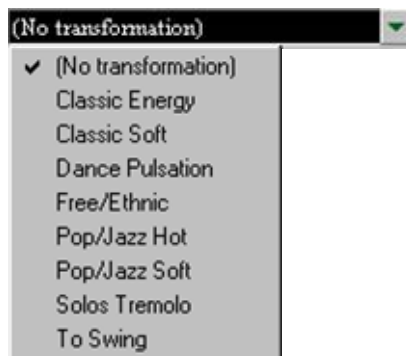 (No transformation)
(No transformation)
Classic Energy
Classic Soft
Dance Pulsation
Free/Ethnic
Pop/Jazz Hot
Pop/Jazz Soft
Solos Tremolo
To Swing